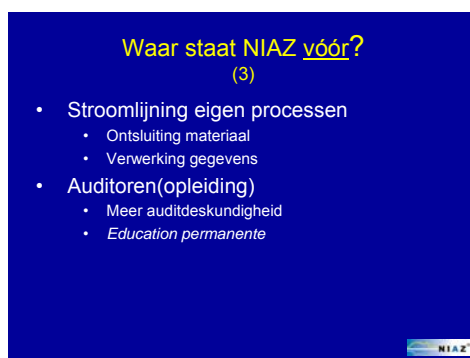 Waar staat NIAZ vóór?
(3)
• Stroomlijning eigen processen
• Ontsluiting materiaal
• Verwerking gegevens
• Auditoren(opleiding)
• Meer auditdeskundigheid
• Education permanente
NIAZ